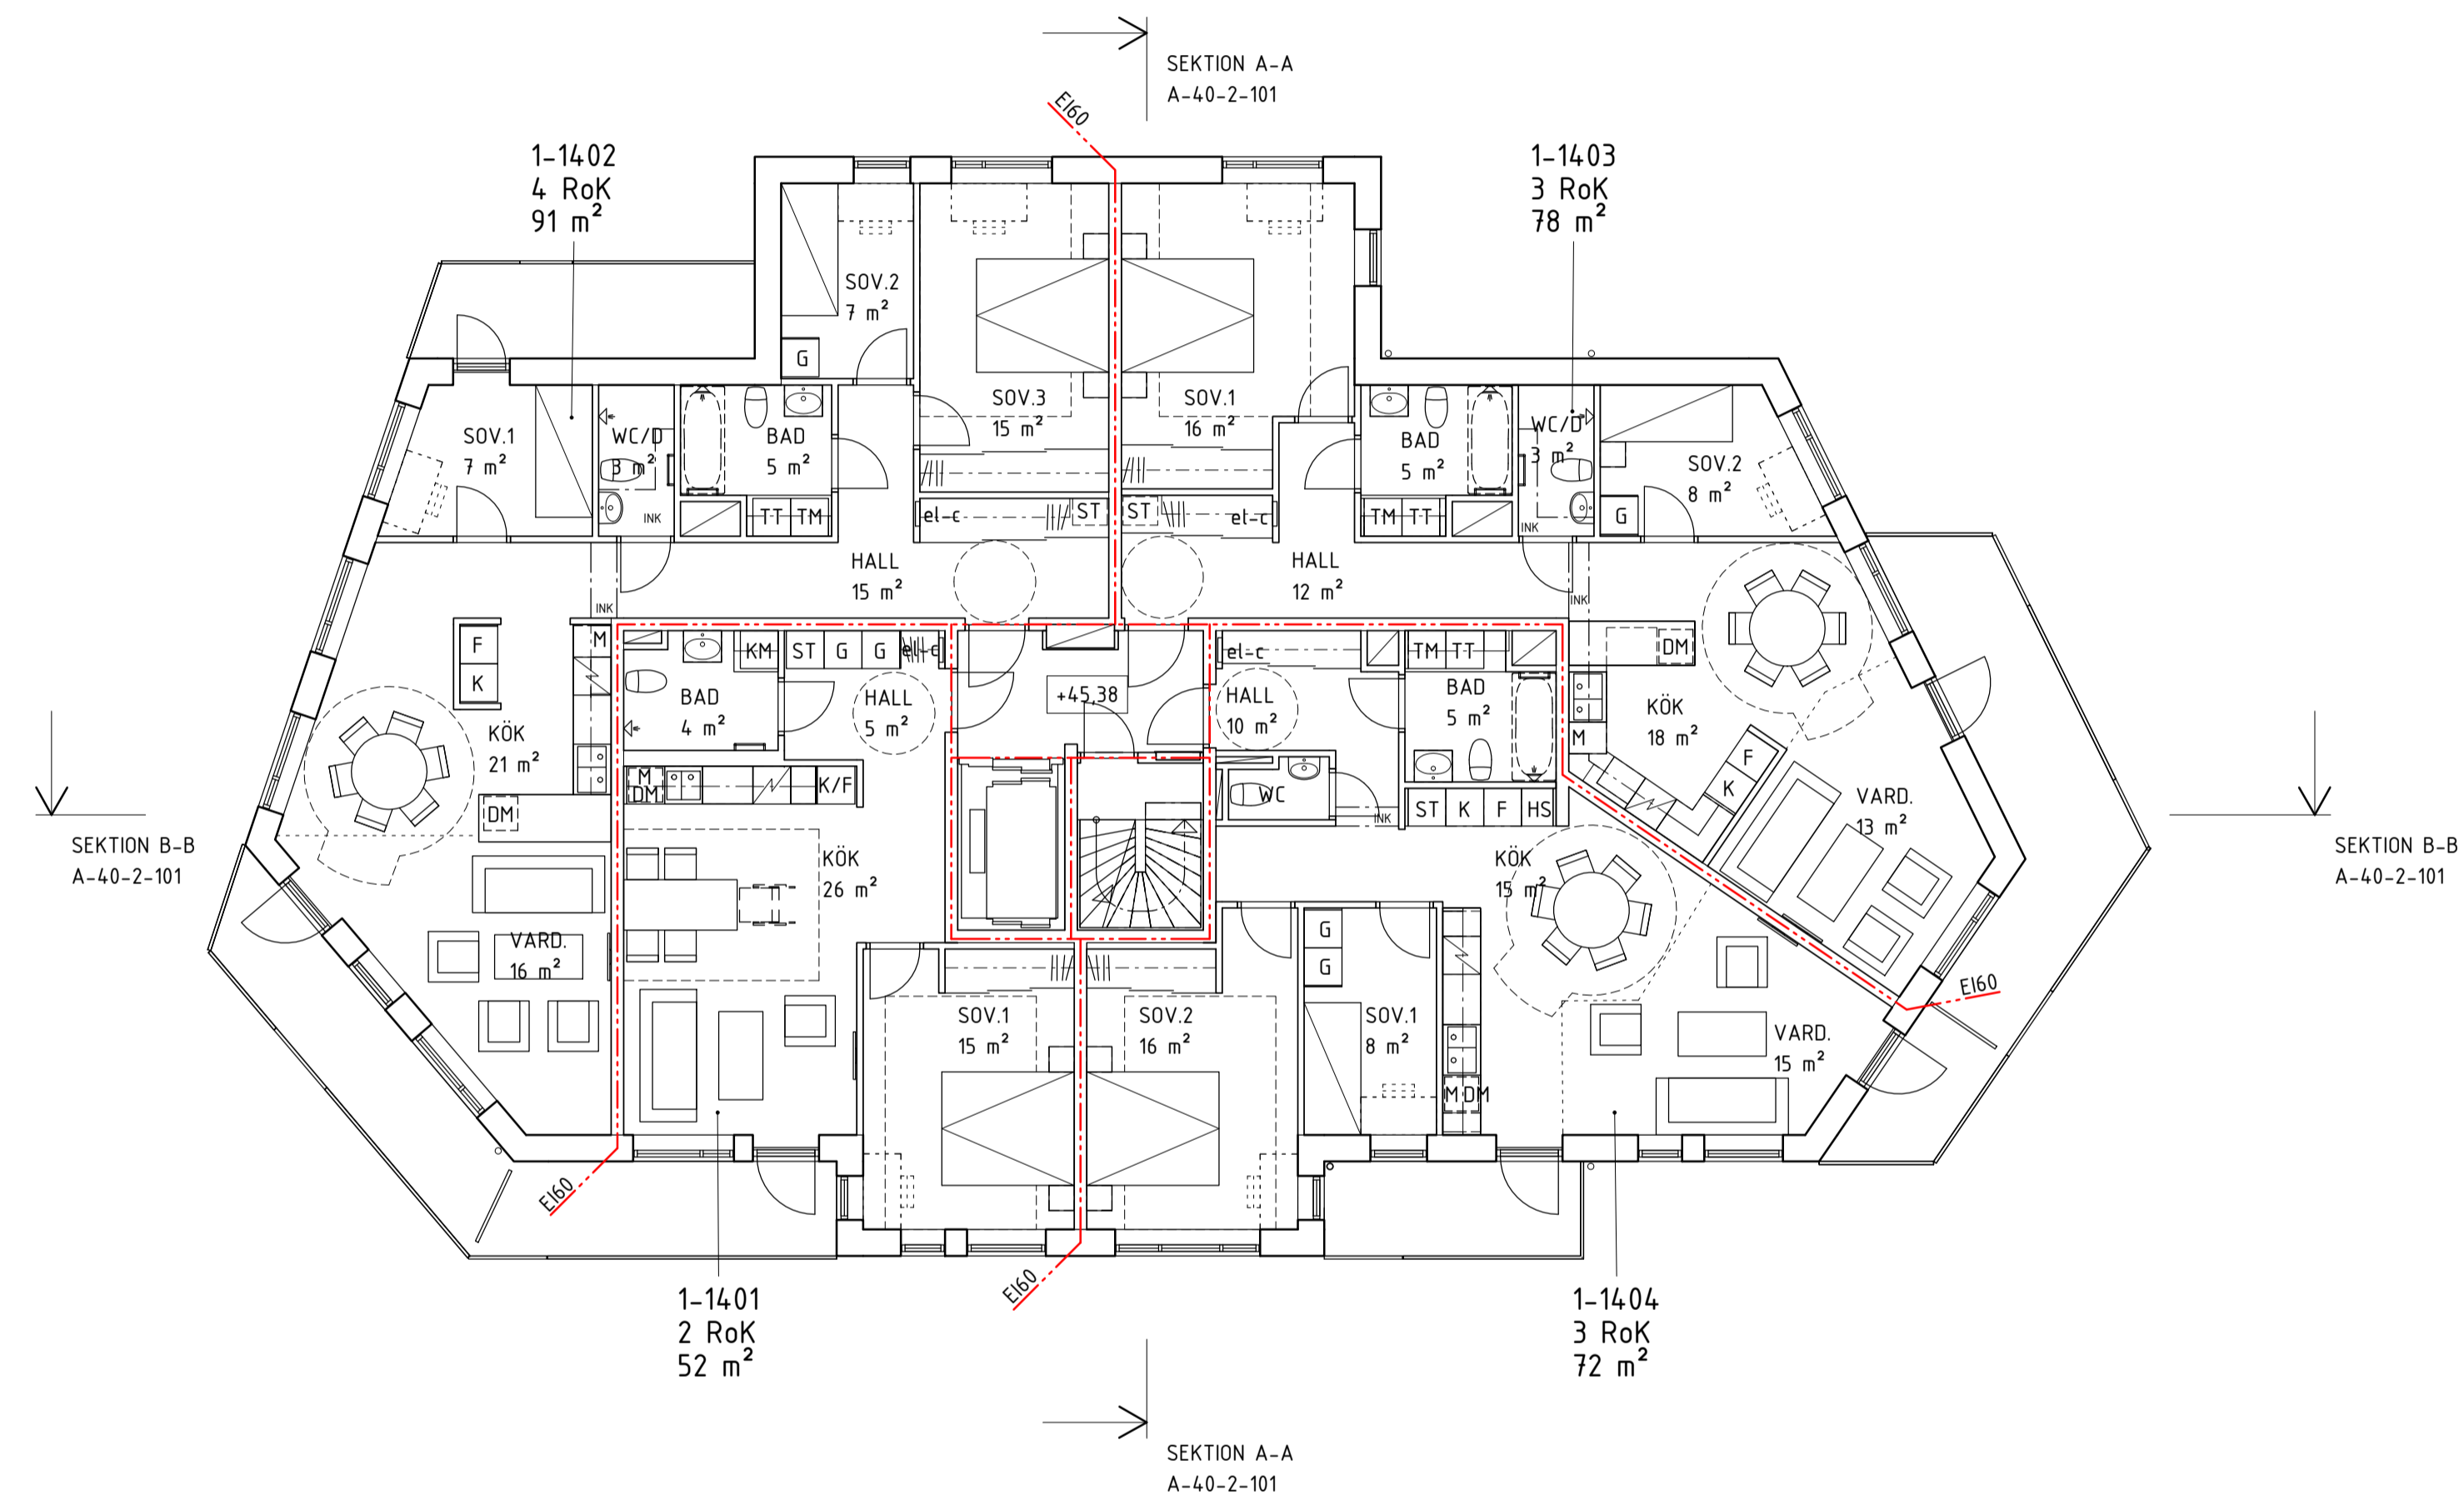 SEKTION A-A
A-40-2-101
EI60
1-1402
4 RoK
91 m²
1-1403
3 RoK
78 m²
SOV.2
7 m²
G
SOV.3
15 m²
SOV.1
16 m²
SOV.1
7 m²
WC/D
3 m²
BAD
5 m²
BAD
5 m²
WC/D
3 m²
SOV.2
8 m²
G
INK
TT
TM
el-c
ST
ST
el-c
TM
TT
INK
HALL
15 m²
HALL
12 m²
INK
INK
F
K
M
KM
ST
G
G
el-c
el-c
TM
TT
DM
BAD
4 m²
HALL
5 m²
+45,38
HALL
10 m²
BAD
5 m²
KÖK
18 m²
M
F
K
KÖK
21 m²
DM
M
DM
K/F
WC
INK
ST
K
F
HS
VARD.
13 m²
SEKTION B-B
A-40-2-101
SEKTION B-B
A-40-2-101
KÖK
26 m²
KÖK
15 m²
VARD.
16 m²
G
G
EI60
SOV.1
15 m²
SOV.2
16 m²
SOV.1
8 m²
VARD.
15 m²
M
DM
EI60
EI60
1-1401
2 RoK
52 m²
1-1404
3 RoK
72 m²
SEKTION A-A
A-40-2-101